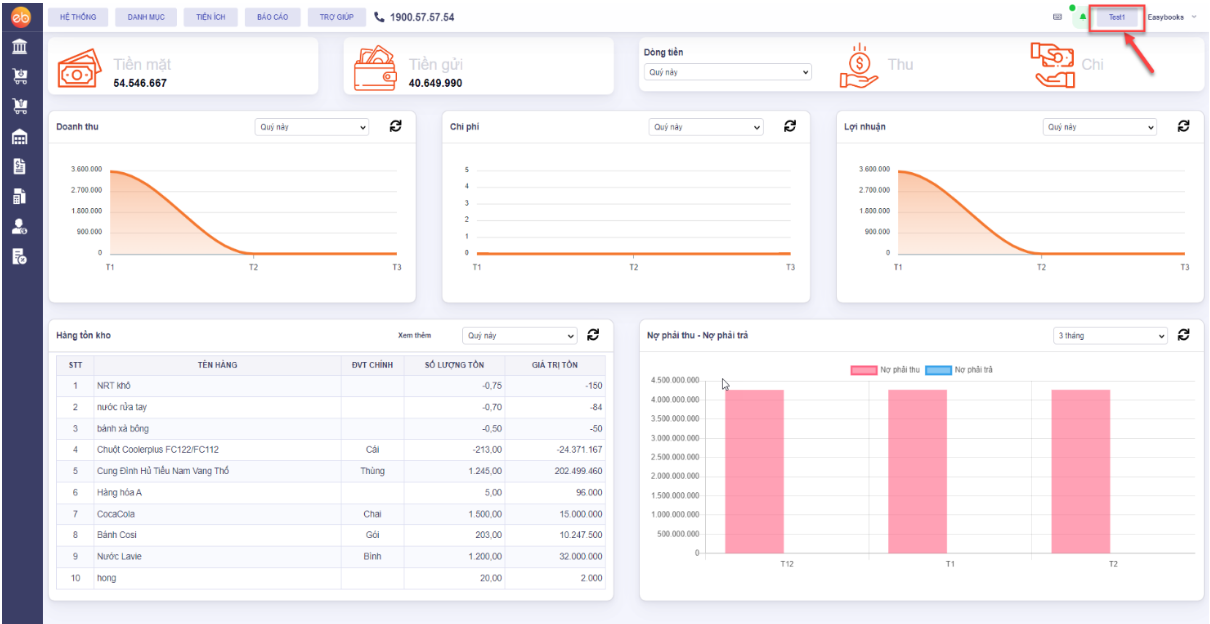 eb HỆ THỐNG DANH MỤC TIỆN ÍCH BÁO CÁO TRỢ GIÚP 1900.57.57.54 Test1 Easybooks
Tiền mặt
54.546.667
Tiền gửi
40.649.990
Dòng tiền
Quý này
Thu
Chi
Doanh thu Quý này
3.600.000
2.700.000
1.800.000
900.000
0
T1 T2 T3
Chi phí Quý này
5
4
3
2
1
0
T1 T2 T3
Lợi nhuận Quý này
3.600.000
2.700.000
1.800.000
900.000
0
T1 T2 T3
Hàng tồn kho Xem thêm Quý này
STT TÊN HÀNG ĐVT CHÍNH SỐ LƯỢNG TỒN GIÁ TRỊ TỒN
1 NRT khô -0,75 -150
2 nước rửa tay -0,70 -84
3 bánh xà bông -0,50 -50
4 Chuột Coolerplus FC122/FC112 Cái -213,00 -24.371.167
5 Cung Đình Hủ Tiếu Nam Vang Thố Thùng 1.245,00 202.499.460
6 Hàng hóa A 5,00 96.000
7 CocaCola Chai 1.500,00 15.000.000
8 Bánh Cosi Gói 203,00 10.247.500
9 Nước Lavie Bình 1.200,00 32.000.000
10 hong 20,00 2.000
Nợ phải thu - Nợ phải trả 3 tháng
Nợ phải thu Nợ phải trả
4.500.000.000
4.000.000.000
3.500.000.000
3.000.000.000
2.500.000.000
2.000.000.000
1.500.000.000
1.000.000.000
500.000.000
0
T12 T1 T2